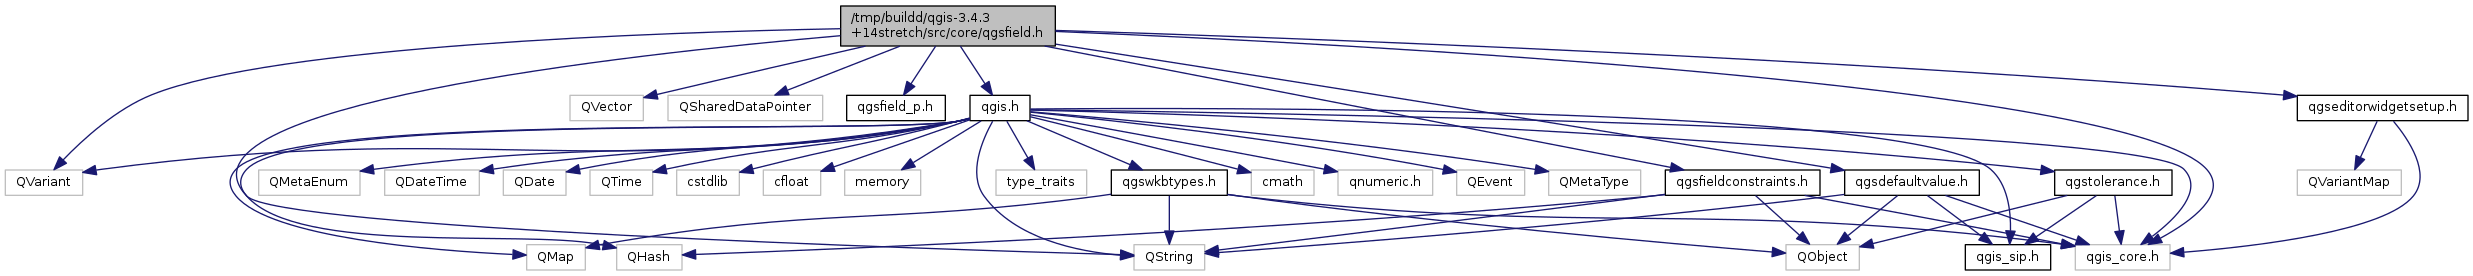 /tmp/buildd/qgis-3.4.3
+14stretch/src/core/qgsfield.h
QVector
QSharedDataPointer
qgsfield_p.h
qgis.h
qgseditorwidgetsetup.h
QVariant
QMetaEnum
QDateTime
QDate
QTime
cstdlib
cfloat
memory
type_traits
qgswkbtypes.h
cmath
qnumeric.h
QEvent
QMetaType
qgsfieldconstraints.h
qgsdefaultvalue.h
qgstolerance.h
QVariantMap
QMap
QHash
QString
QObject
qgis_sip.h
qgis_core.h